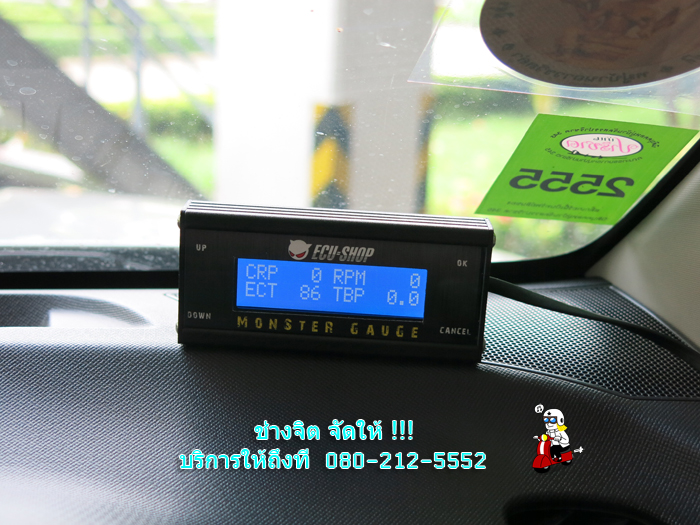 2555
UP
ECU-SHOP
OK
CRP 0 RPM 0
ECT 86 TBP 0.0
DOWN
MONSTER GAUGE
CANCEL
ช่างจิต จัดให้ !!!
บริการให้ถึงที่ 080-212-5552